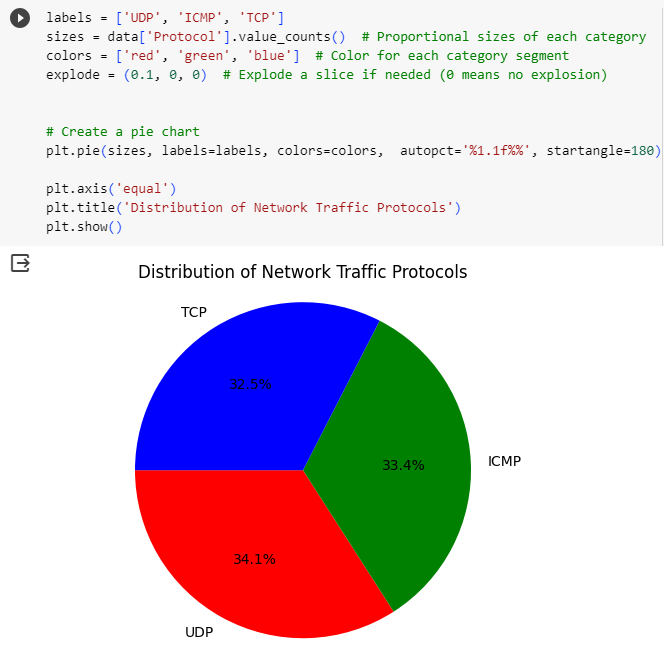 labels = ['UDP', 'ICMP', 'TCP']
sizes = data['Protocol'].value_counts()  # Proportional sizes of each category
colors = ['red', 'green', 'blue']  # Color for each category segment
explode = (0.1, 0, 0)  # Explode a slice if needed (0 means no explosion)
# Create a pie chart
plt.pie(sizes, labels=labels, colors=colors,  autopct='%1.1f%%', startangle=180)
plt.axis('equal')
plt.title('Distribution of Network Traffic Protocols')
plt.show()
Distribution of Network Traffic Protocols
TCP
32.5%
ICMP
33.4%
34.1%
UDP